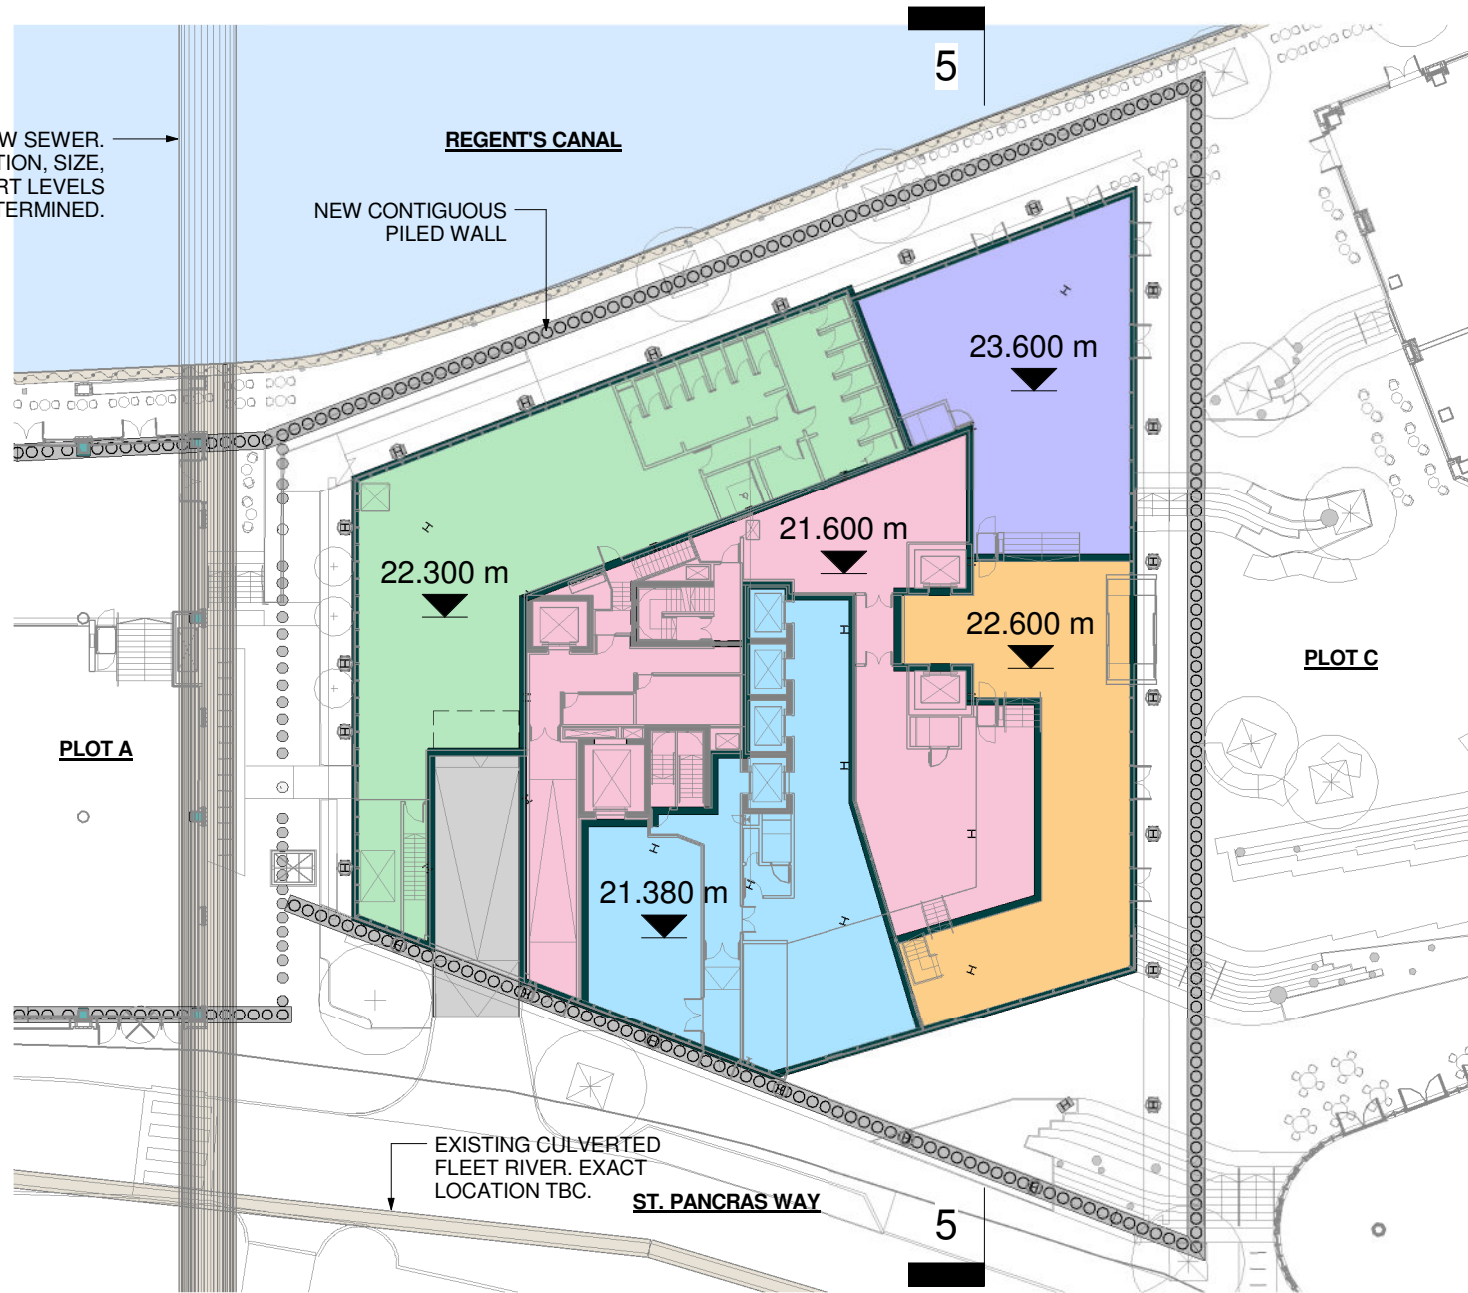 5
W SEWER.
TION, SIZE,
RT LEVELS
TERMINED.
REGENT'S CANAL
NEW CONTIGUOUS
PILED WALL
23.600 m
21.600 m
22.300 m
22.600 m
PLOT C
PLOT A
21.380 m
EXISTING CULVERTED
FLEET RIVER. EXACT
LOCATION TBC.
ST. PANCRAS WAY
5